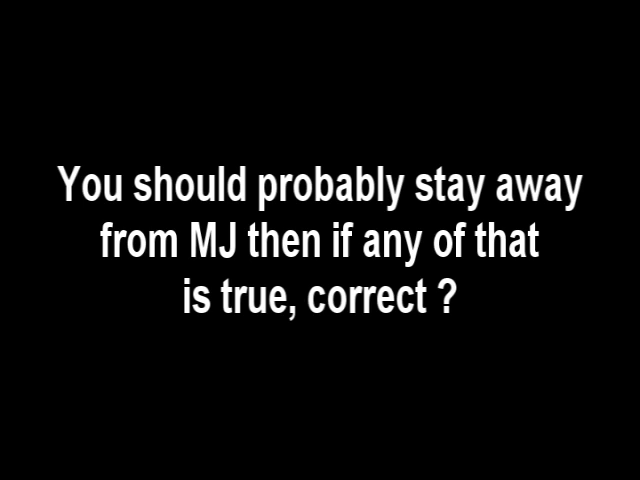 You should probably stay away
from MJ then if any of that
is true, correct ?